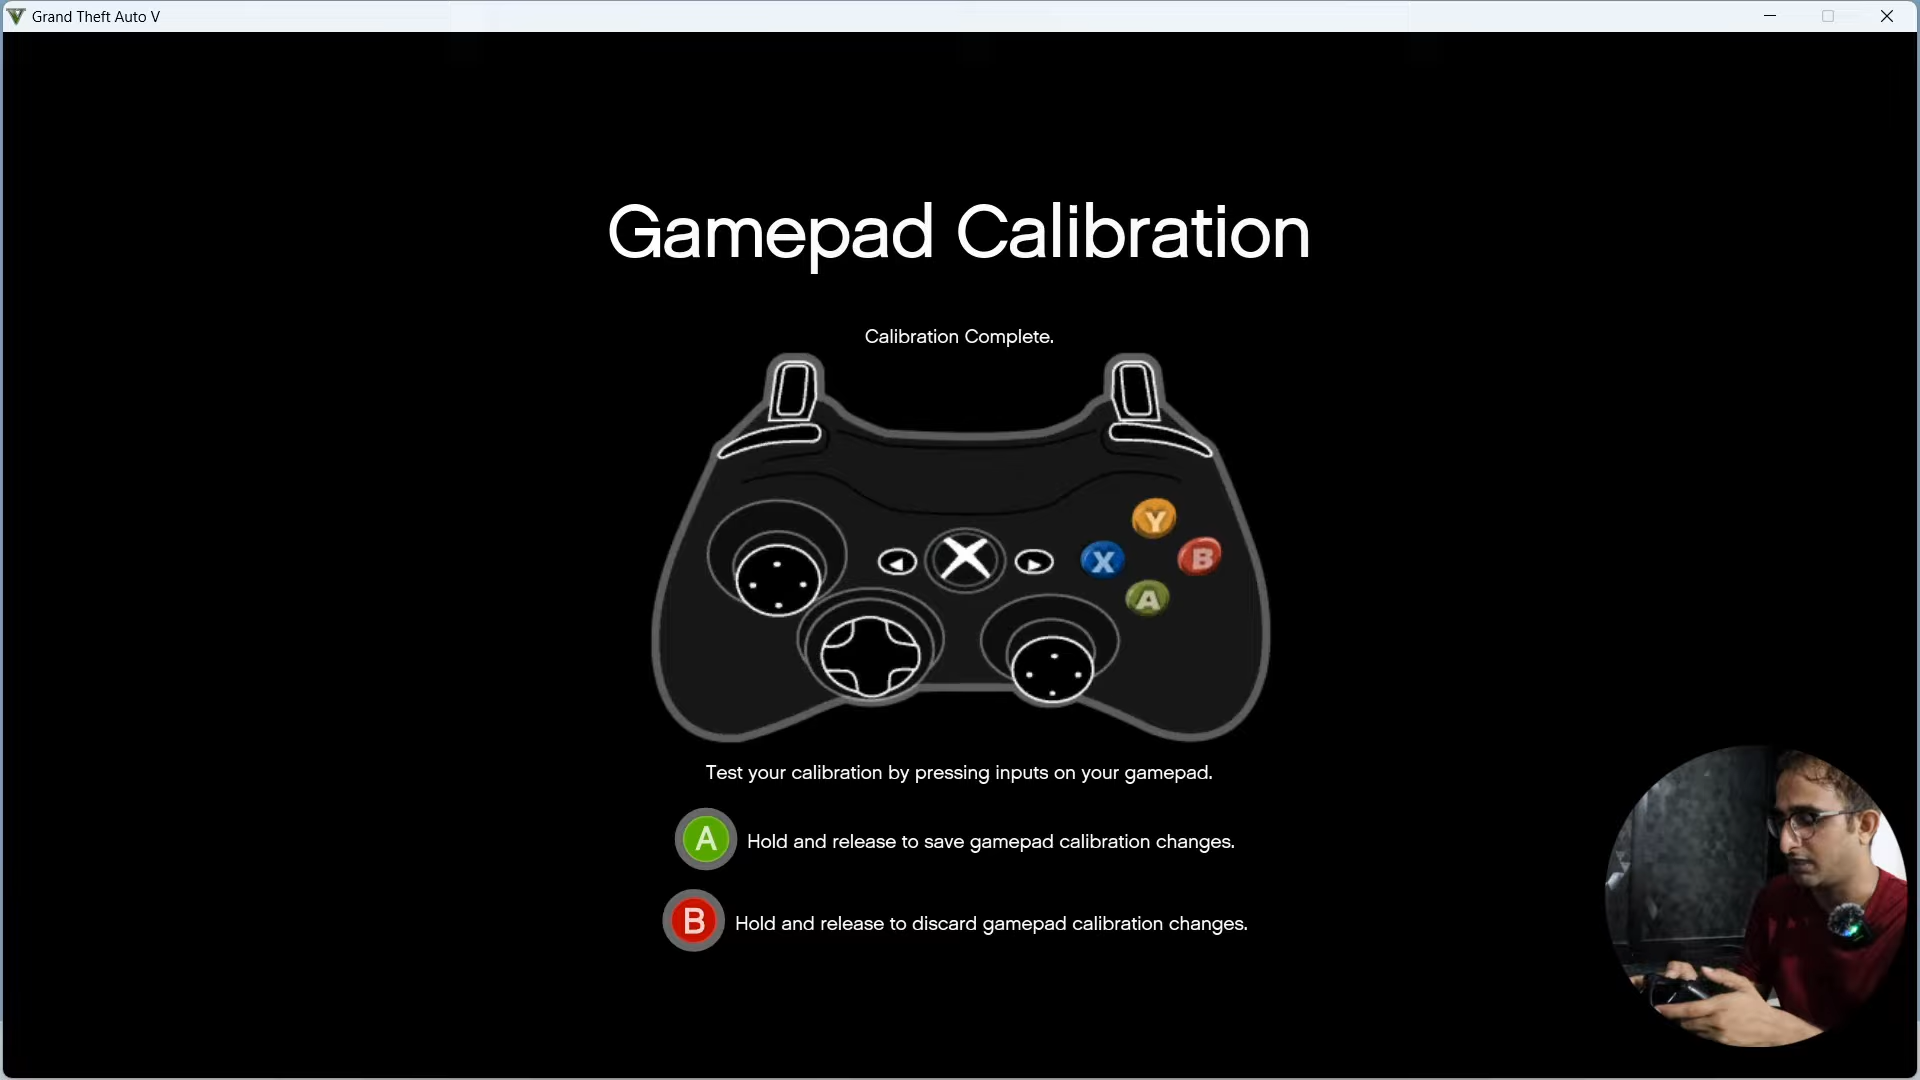 Grand Theft Auto V
Gamepad Calibration
Calibration Complete.
Y
X
B
A
Test your calibration by pressing inputs on your gamepad.
A Hold and release to save gamepad calibration changes.
B Hold and release to discard gamepad calibration changes.